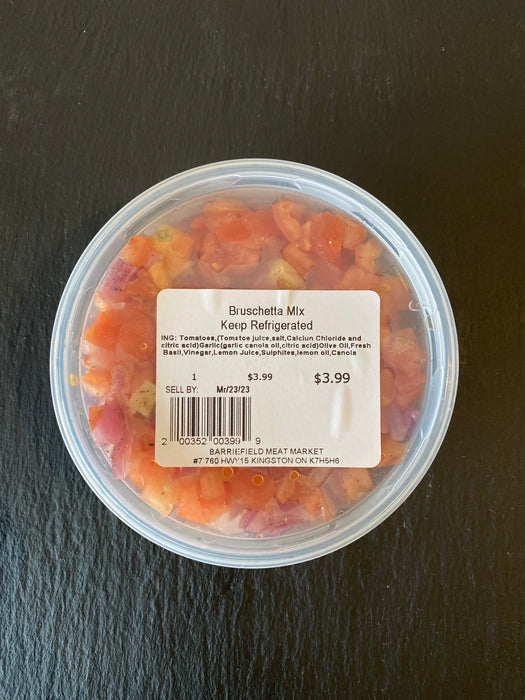 Bruschetta MIx
Keep Refrigerated
ING: Tomatoes,(Tomatoe juice,salt,Calciun Chloride and
citric acid)Garlic(garlic canola oil,citric acid)Olive Oil,Fresh
Basil,Vinegar,Lemon Juice,Sulphites,lemon oil,Canola
1 $3.99 $3.99
SELL BY: Mr/23/23
2 00352 00399 9
BARRIEFIELD MEAT MARKET
#7 760 HWY15 KINGSTON ON K7H5H6